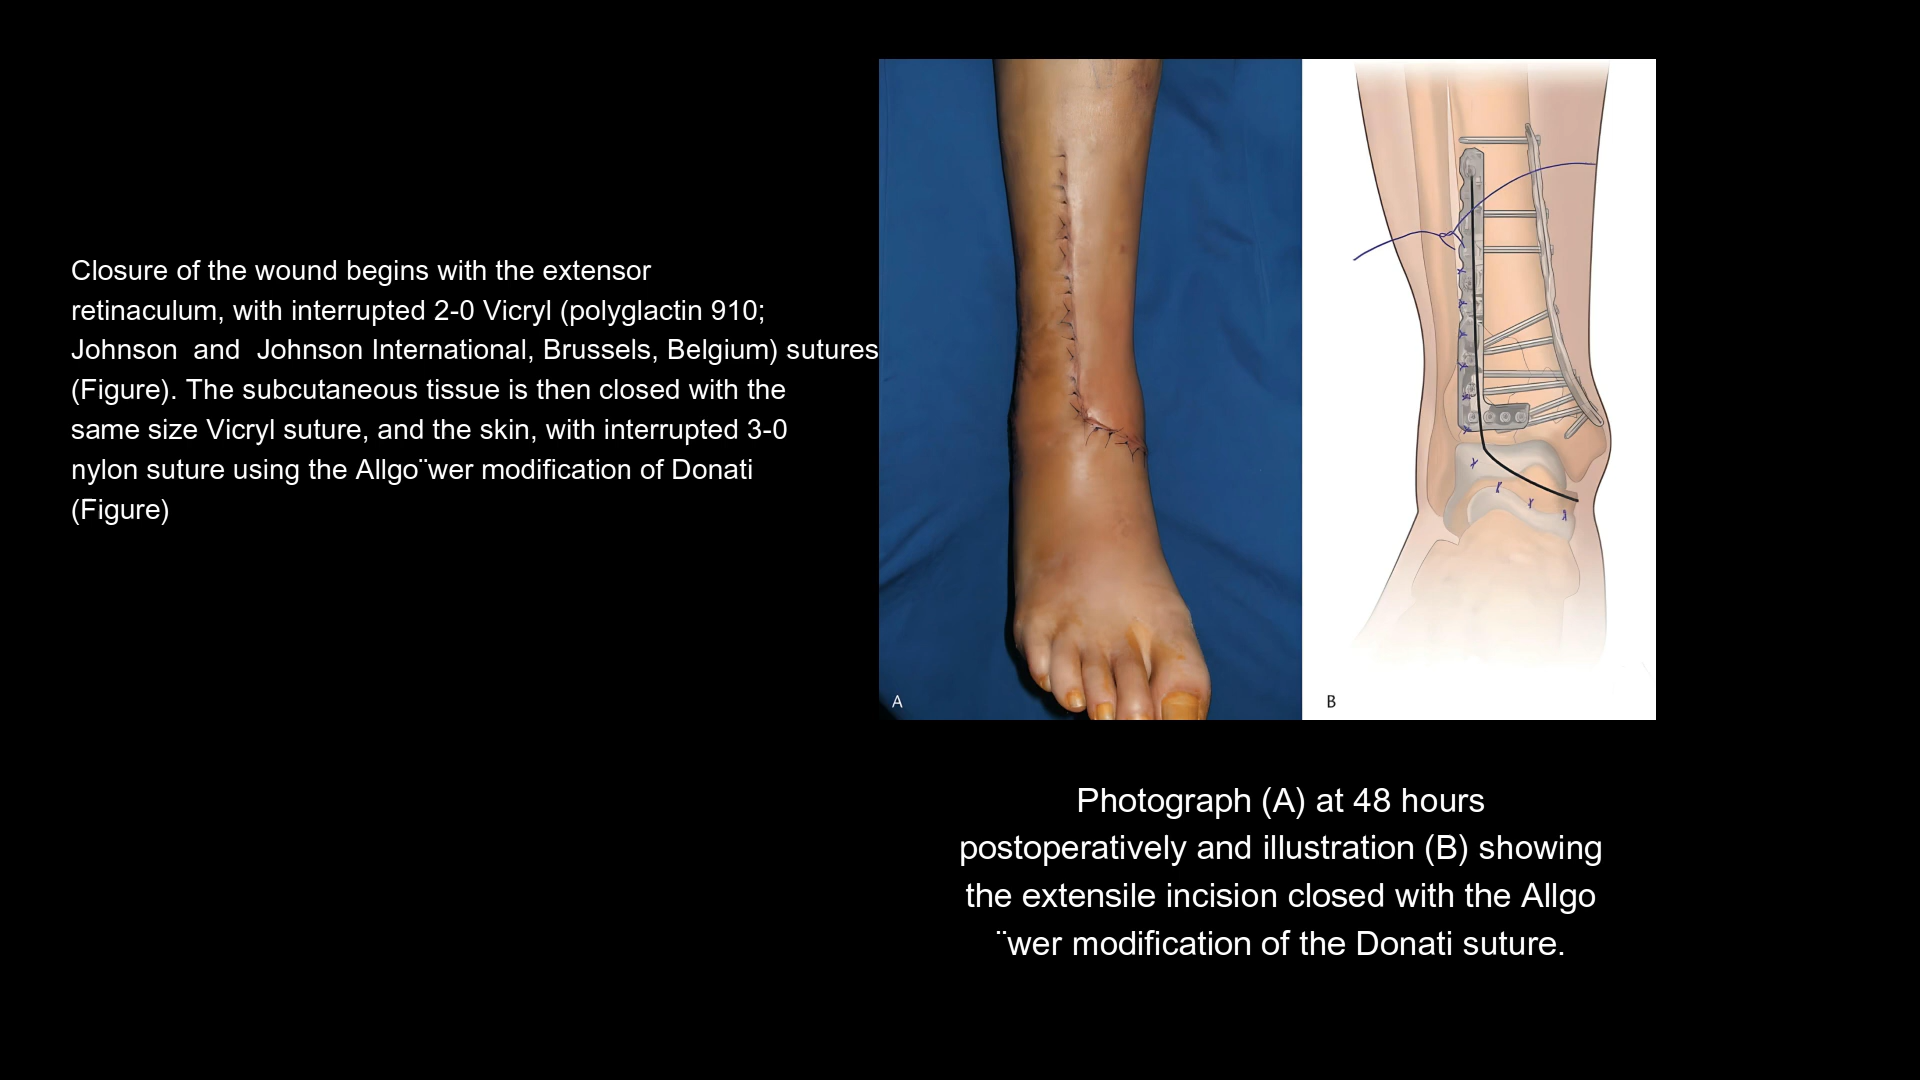 Closure of the wound begins with the extensor
retinaculum, with interrupted 2-0 Vicryl (polyglactin 910;
Johnson  and  Johnson International, Brussels, Belgium) sutures
(Figure). The subcutaneous tissue is then closed with the
same size Vicryl suture, and the skin, with interrupted 3-0
nylon suture using the Allgo¨wer modification of Donati
(Figure)
A
B
Photograph (A) at 48 hours
postoperatively and illustration (B) showing
the extensile incision closed with the Allgo
¨wer modification of the Donati suture.